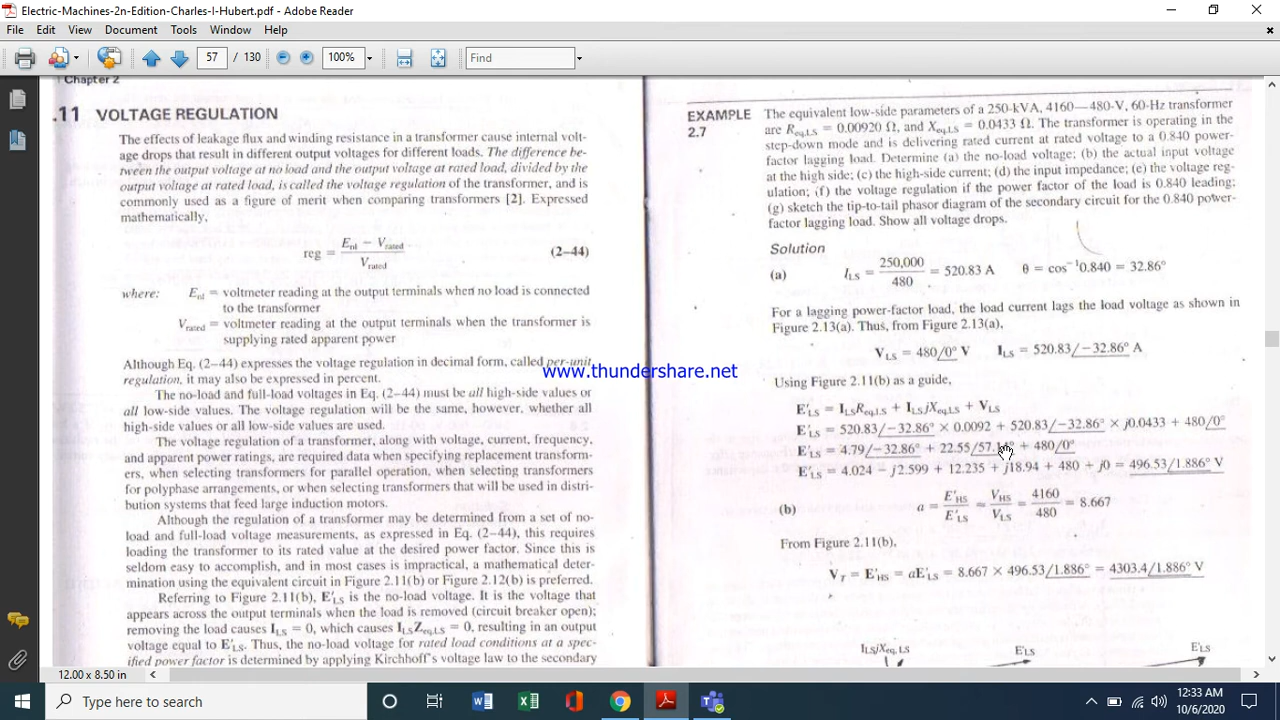 Electric-Machines-2n-Edition-Charles-I-Hubert.pdf - Adobe Reader
File Edit View Document Tools Window Help
57 / 130 100% Find
Chapter 2
.11 VOLTAGE REGULATION
The effects of leakage flux and winding resistance in a transformer cause internal volt-
age drops that result in different output voltages for different loads. The difference be-
tween the output voltage at no load and the output voltage at rated load, divided by the
output voltage at rated load, is called the voltage regulation of the transformer, and is
commonly used as a figure of merit when comparing transformers [2]. Expressed
mathematically,
reg = (E_nl − V_rated) / V_rated (2–44)
where: E_nl = voltmeter reading at the output terminals when no load is connected
to the transformer
V_rated = voltmeter reading at the output terminals when the transformer is
supplying rated apparent power
Although Eq. (2–44) expresses the voltage regulation in decimal form, called per-unit
regulation, it may also be expressed in percent.
The no-load and full-load voltages in Eq. (2–44) must be all high-side values or
all low-side values. The voltage regulation will be the same, however, whether all
high-side values or all low-side values are used.
The voltage regulation of a transformer, along with voltage, current, frequency,
and apparent power ratings, are required data when specifying replacement transform-
ers, when selecting transformers for parallel operation, when selecting transformers
for polyphase arrangements, or when selecting transformers that will be used in distri-
bution systems that feed large induction motors.
Although the regulation of a transformer may be determined from a set of no-
load and full-load voltage measurements, as expressed in Eq. (2–44), this requires
loading the transformer to its rated value at the desired power factor. Since this is
seldom easy to accomplish, and in most cases is impractical, a mathematical deter-
mination using the equivalent circuit in Figure 2.11(b) or Figure 2.12(b) is preferred.
Referring to Figure 2.11(b), E'_LS is the no-load voltage. It is the voltage that
appears across the output terminals when the load is removed (circuit breaker open);
removing the load causes I_LS = 0, which causes I_LS Z_eq,LS = 0, resulting in an output
voltage equal to E'_LS. Thus, the no-load voltage for rated load conditions at a spec-
ified power factor is determined by applying Kirchhoff's voltage law to the secondary
www.thundershare.net
EXAMPLE 2.7
The equivalent low-side parameters of a 250-kVA, 4160—480-V, 60-Hz transformer
are R_eq,LS = 0.00920 Ω, and X_eq,LS = 0.0433 Ω. The transformer is operating in the
step-down mode and is delivering rated current at rated voltage to a 0.840 power-
factor lagging load. Determine (a) the no-load voltage; (b) the actual input voltage
at the high side; (c) the high-side current; (d) the input impedance; (e) the voltage reg-
ulation; (f) the voltage regulation if the power factor of the load is 0.840 leading;
(g) sketch the tip-to-tail phasor diagram of the secondary circuit for the 0.840 power-
factor lagging load. Show all voltage drops.
Solution
(a) I_LS = 250,000 / 480 = 520.83 A θ = cos⁻¹0.840 = 32.86°
For a lagging power-factor load, the load current lags the load voltage as shown in
Figure 2.13(a). Thus, from Figure 2.13(a),
V_LS = 480/0° V I_LS = 520.83/−32.86° A
Using Figure 2.11(b) as a guide,
E'_LS = I_LS R_eq,LS + I_LS jX_eq,LS + V_LS
E'_LS = 520.83/−32.86° × 0.0092 + 520.83/−32.86° × j0.0433 + 480/0°
E'_LS = 4.79/−32.86° + 22.55/57. ° + 480/0°
E'_LS = 4.024 − j2.599 + 12.235 + j18.94 + 480 + j0 = 496.53/1.886° V
(b) a = E'_HS / E'_LS = V_HS / V_LS = 4160 / 480 = 8.667
From Figure 2.11(b),
V_T = E'_HS = aE'_LS = 8.667 × 496.53/1.886° = 4303.4/1.886° V
I_LS jX_eq,LS E'_LS E'_LS
12.00 x 8.50 in
Type here to search
12:33 AM
10/6/2020